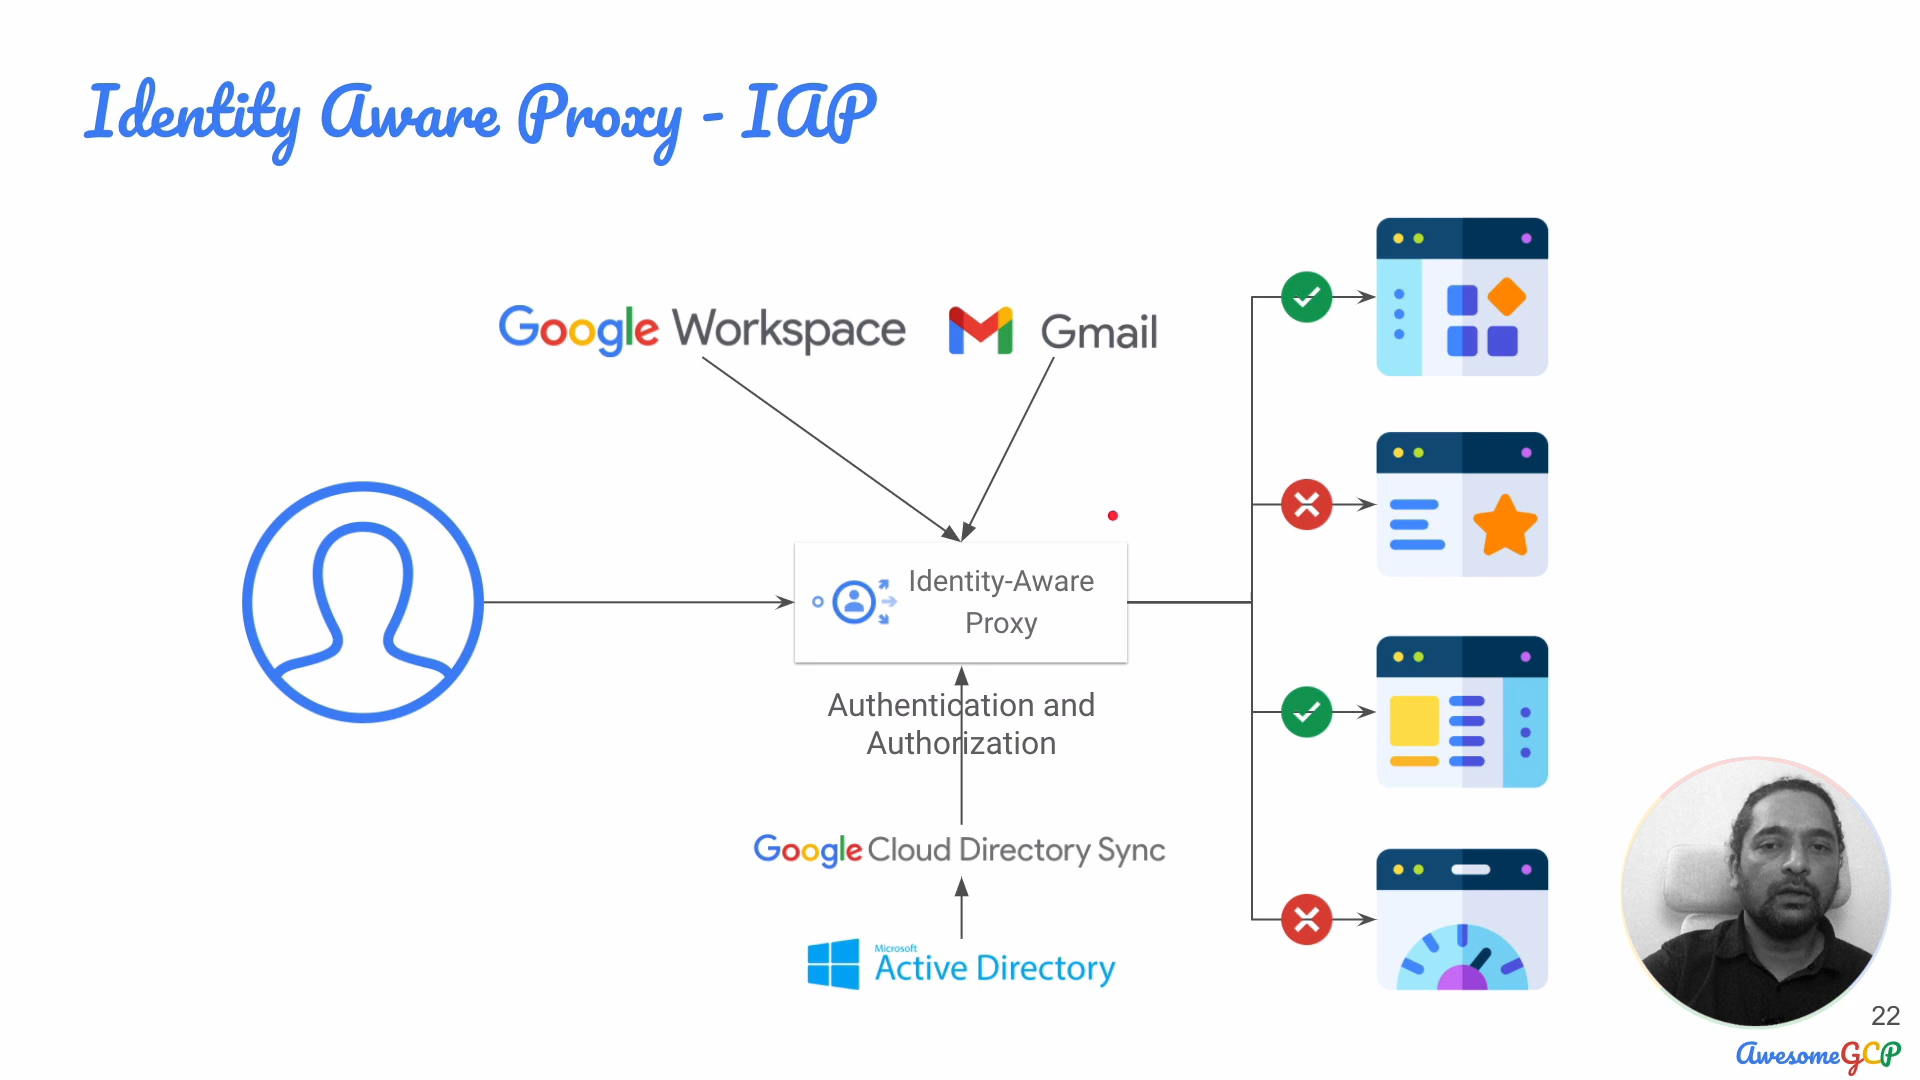 Identity Aware Proxy - IAP
Google Workspace
Gmail
Identity-Aware
Proxy
Authentication and
Authorization
Google Cloud Directory Sync
Microsoft
Active Directory
22
AwesomeGCP